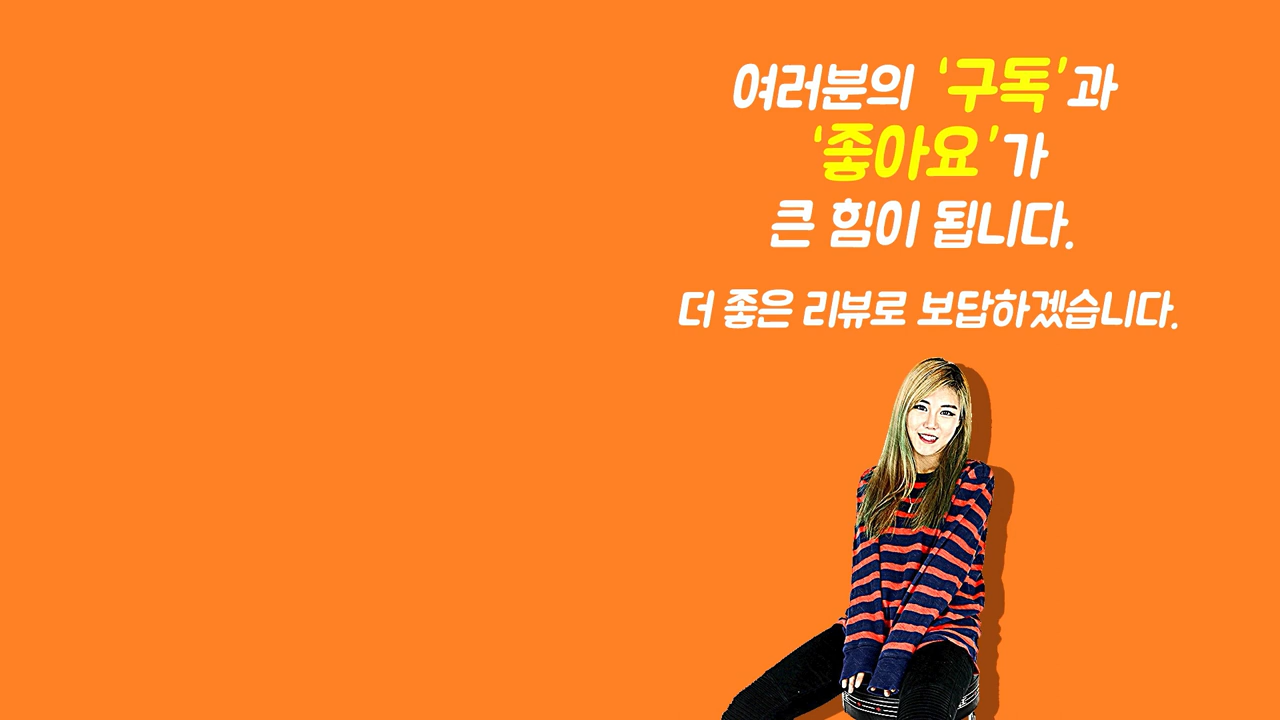 여러분의 ‘구독’과
‘좋아요’가
큰 힘이 됩니다.
더 좋은 리뷰로 보답하겠습니다.